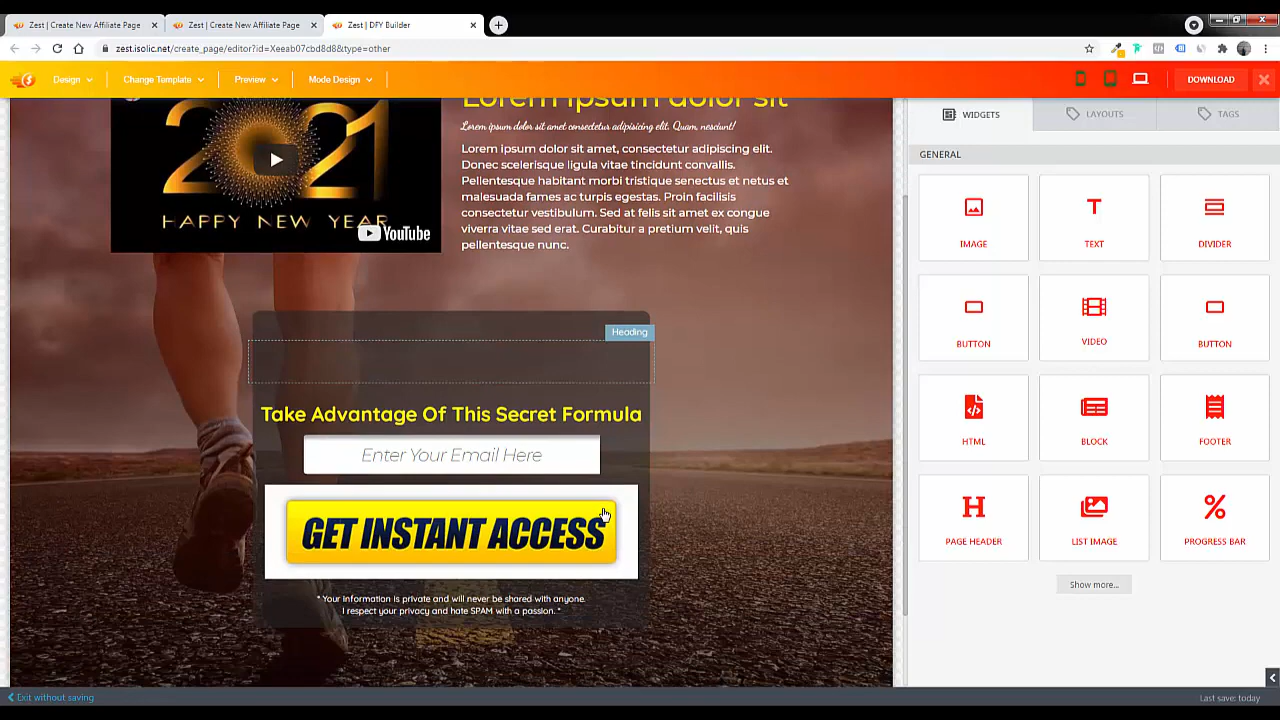 Zest | Create New Affiliate Page
Zest | Create New Affiliate Page
Zest | DFY Builder
zest.isolic.net/create_page/editor?id=Xeeab07cbd8d8&type=other
Design
Change Template
Preview
Mode Design
DOWNLOAD
Lorem ipsum dolor sit
Lorem ipsum dolor sit amet consectetur adipisicing elit. Quam, nesciunt!
Lorem ipsum dolor sit amet, consectetur adipiscing elit.
Donec scelerisque ligula vitae tincidunt convallis.
Pellentesque habitant morbi tristique senectus et netus et
malesuada fames ac turpis egestas. Proin facilisis
consectetur vestibulum. Sed at felis sit amet ex congue
viverra vitae sed erat. Curabitur a pretium velit, quis
pellentesque nunc.
2021
HAPPY NEW YEAR
YouTube
Heading
Take Advantage Of This Secret Formula
Enter Your Email Here
GET INSTANT ACCESS
* Your Information is private and will never be shared with anyone.
I respect your privacy and hate SPAM with a passion. *
WIDGETS
LAYOUTS
TAGS
GENERAL
IMAGE
TEXT
DIVIDER
BUTTON
VIDEO
BUTTON
HTML
BLOCK
FOOTER
PAGE HEADER
LIST IMAGE
PROGRESS BAR
Show more...
Exit without saving
Last save: today